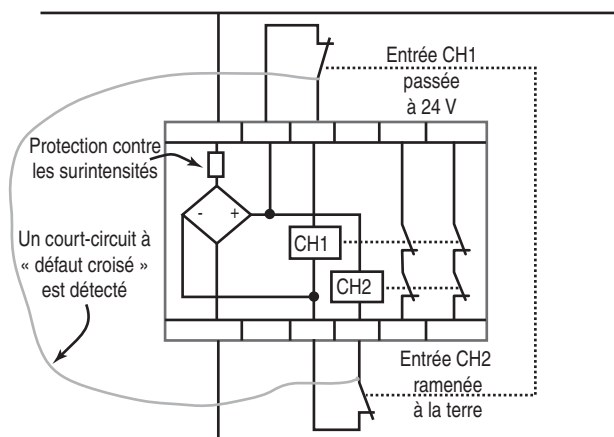 Entrée CH1
passée
à 24 V
Protection contre
les surintensités
- +
CH1
Un court-circuit à
« défaut croisé »
est détecté
CH2
Entrée CH2
ramenée
à la terre